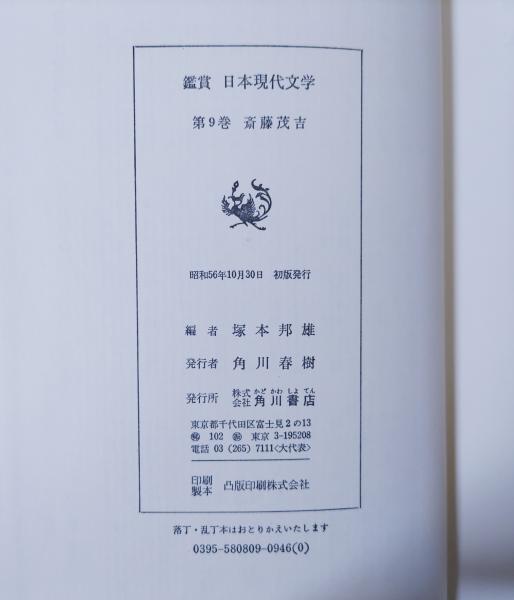 鑑賞 日本現代文学
第9巻 斎藤茂吉
昭和56年10月30日 初版発行
編者 塚本邦雄
発行者 角川春樹
かど かわ しよ てん
発行所 株式会社 角川書店
東京都千代田区富士見2の13
〠 102 振 東京 3-195208
電話 03 (265) 7111〈大代表〉
印刷製本 凸版印刷株式会社
落丁・乱丁本はおとりかえいたします
0395-580809-0946(0)